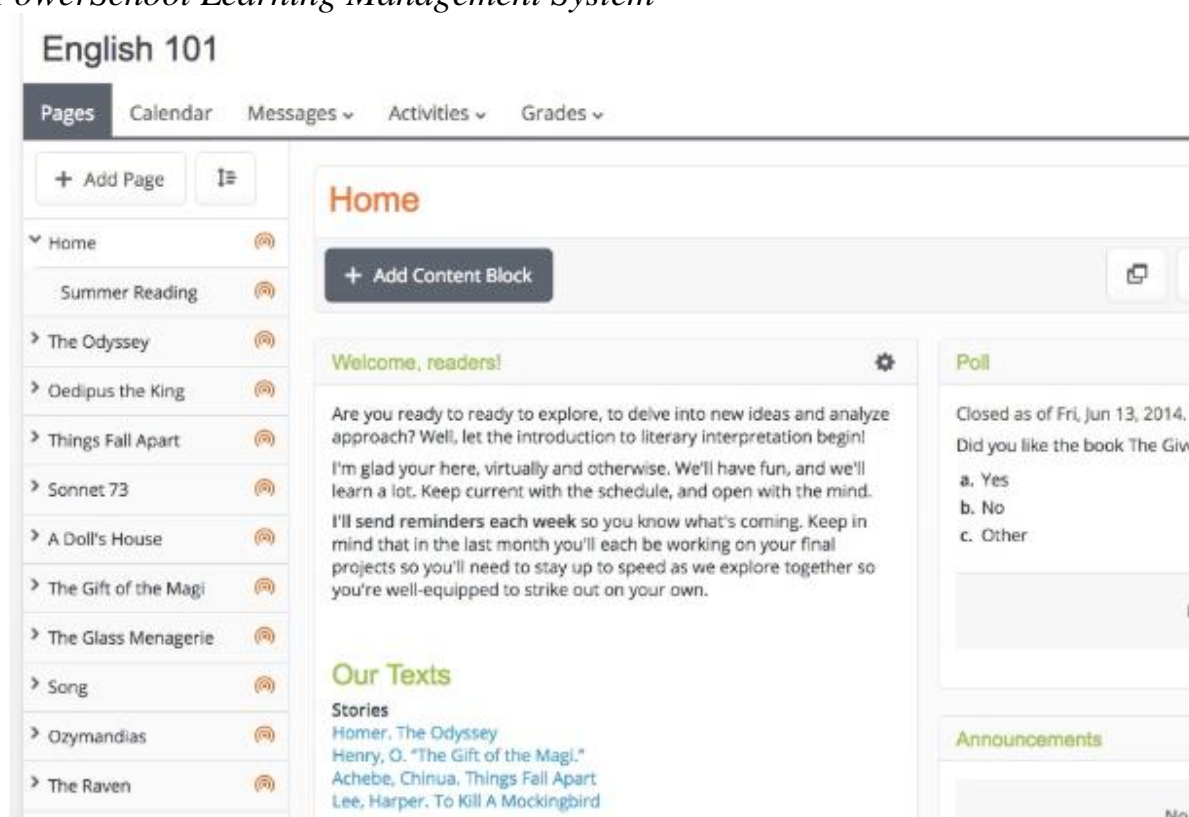 PowerSchool Learning Management System
English 101
Pages Calendar Messages Activities Grades
+ Add Page
Home
Summer Reading
The Odyssey
Oedipus the King
Things Fall Apart
Sonnet 73
A Doll's House
The Gift of the Magi
The Glass Menagerie
Song
Ozymandias
The Raven
Home
+ Add Content Block
Welcome, readers!
Are you ready to ready to explore, to delve into new ideas and analyze
approach? Well, let the introduction to literary interpretation begin!
I'm glad your here, virtually and otherwise. We'll have fun, and we'll
learn a lot. Keep current with the schedule, and open with the mind.
I'll send reminders each week so you know what's coming. Keep in
mind that in the last month you'll each be working on your final
projects so you'll need to stay up to speed as we explore together so
you're well-equipped to strike out on your own.
Our Texts
Stories
Homer. The Odyssey
Henry, O. "The Gift of the Magi."
Achebe, Chinua. Things Fall Apart
Lee, Harper. To Kill A Mockingbird
Poll
Closed as of Fri, Jun 13, 2014.
Did you like the book The Giv
a. Yes
b. No
c. Other
Announcements